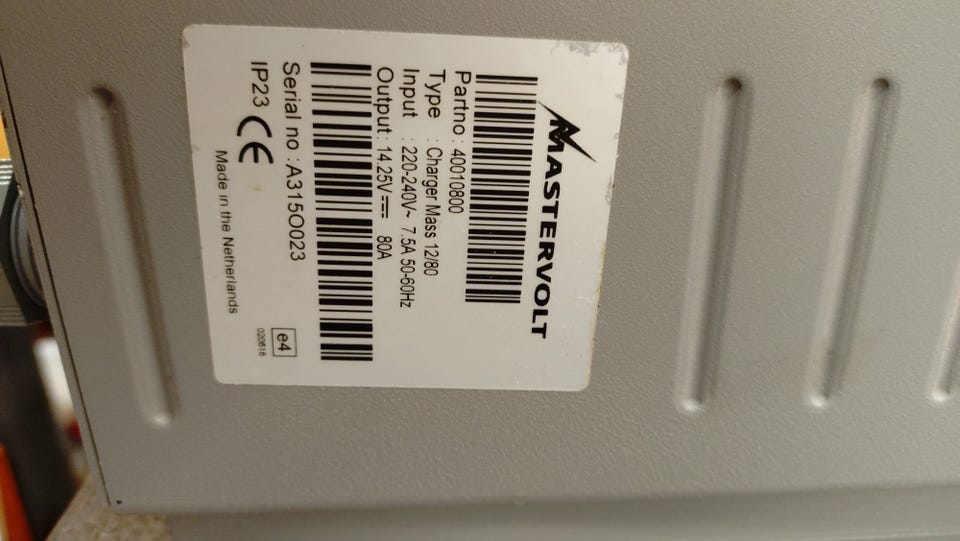 MASTERVOLT
Partno : 40010800
Type : Charger Mass 12/80
Input : 220-240V~ 7.5A 50-60Hz
Output : 14.25V⎓ 80A
Serial no : A315O0023
IP23 CE
Made in the Netherlands
e4
020616